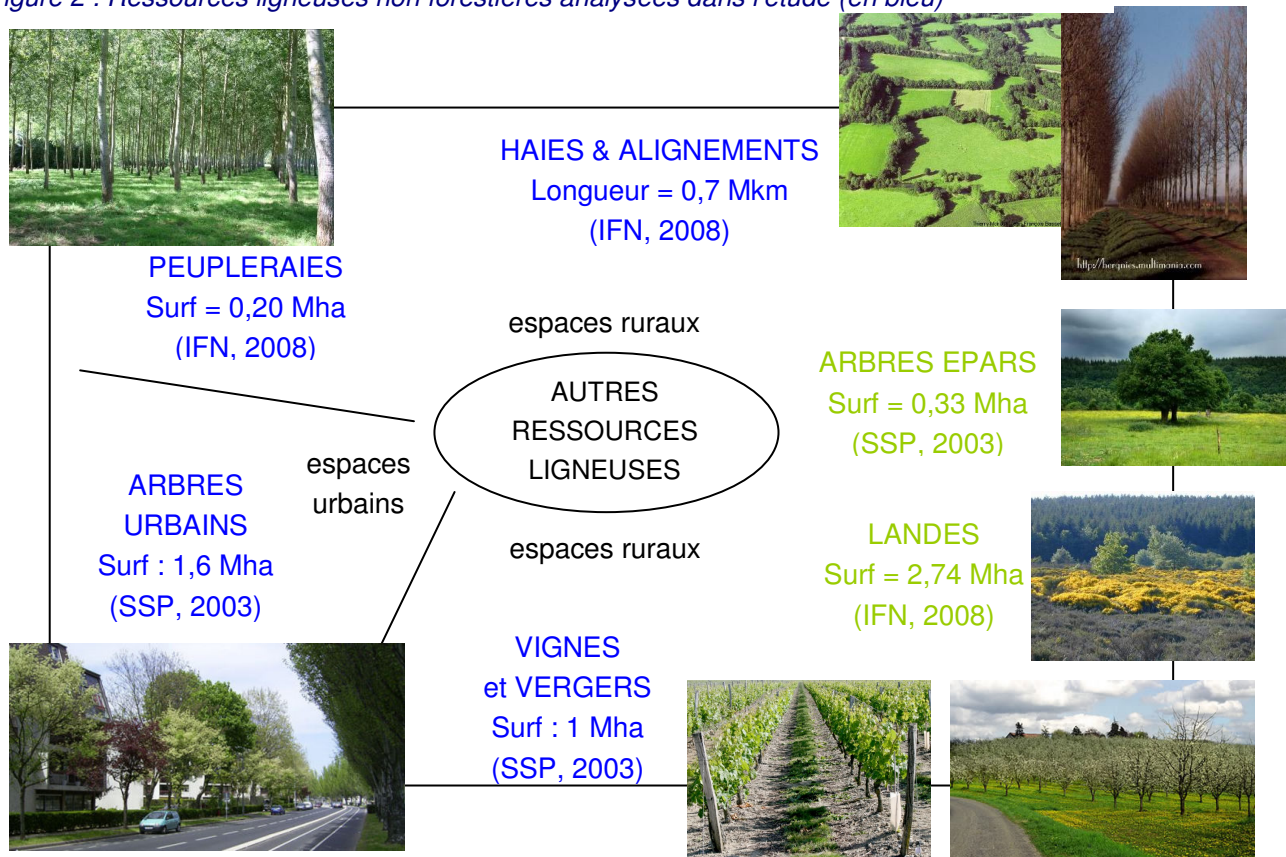 Figure 2 : Ressources ligneuses non forestières analysées dans l'étude (en bleu)
HAIES & ALIGNEMENTS
Longueur = 0,7 Mkm
(IFN, 2008)
http://hergnies.multimania.com
PEUPLERAIES
Surf = 0,20 Mha
(IFN, 2008)
espaces ruraux
AUTRES
RESSOURCES
LIGNEUSES
ARBRES EPARS
Surf = 0,33 Mha
(SSP, 2003)
espaces
urbains
ARBRES
URBAINS
Surf : 1,6 Mha
(SSP, 2003)
espaces ruraux
LANDES
Surf = 2,74 Mha
(IFN, 2008)
VIGNES
et VERGERS
Surf : 1 Mha
(SSP, 2003)